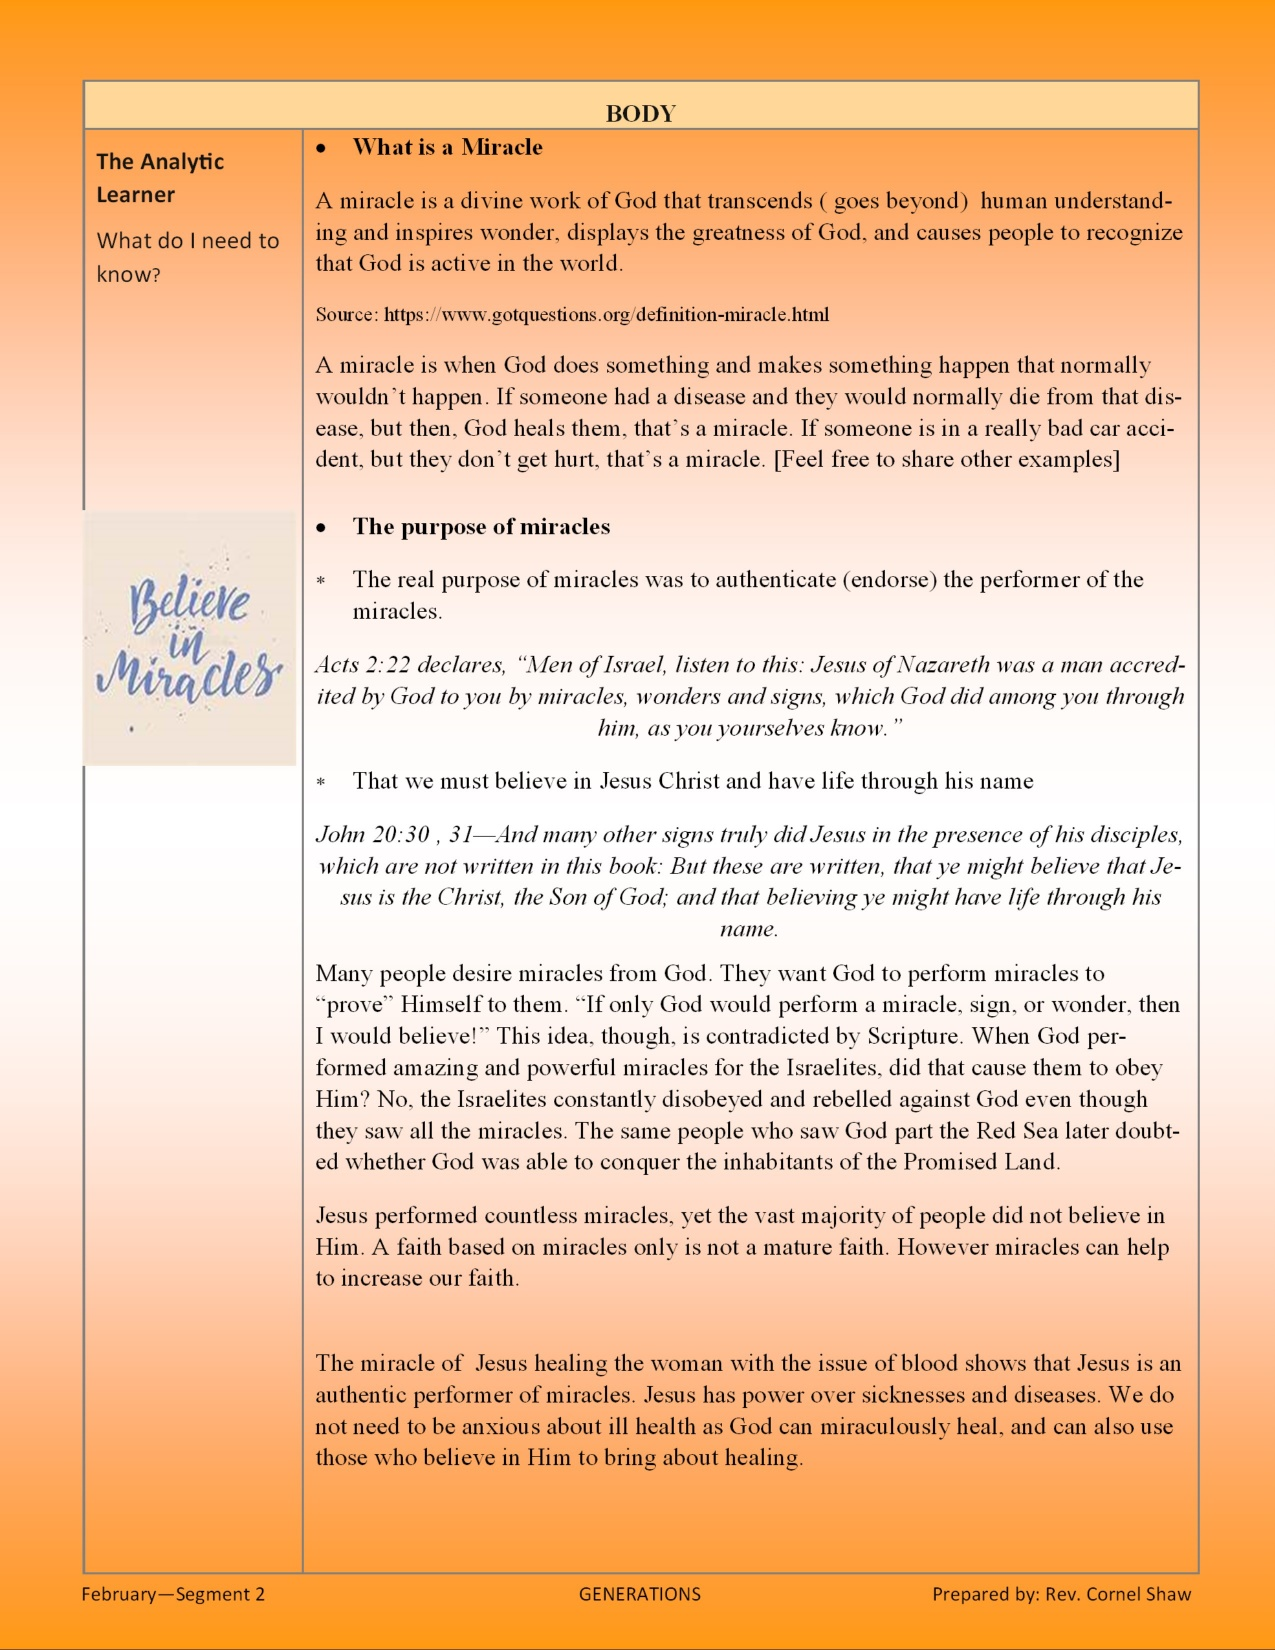 BODY
The Analytic
Learner
What do I need to
know?
• What is a Miracle
A miracle is a divine work of God that transcends ( goes beyond)  human understand-
ing and inspires wonder, displays the greatness of God, and causes people to recognize
that God is active in the world.
Source: https://www.gotquestions.org/definition-miracle.html
A miracle is when God does something and makes something happen that normally
wouldn’t happen. If someone had a disease and they would normally die from that dis-
ease, but then, God heals them, that’s a miracle. If someone is in a really bad car acci-
dent, but they don’t get hurt, that’s a miracle. [Feel free to share other examples]
Believe
in
Miracles
• The purpose of miracles
* The real purpose of miracles was to authenticate (endorse) the performer of the
miracles.
Acts 2:22 declares, “Men of Israel, listen to this: Jesus of Nazareth was a man accred-
ited by God to you by miracles, wonders and signs, which God did among you through
him, as you yourselves know.”
* That we must believe in Jesus Christ and have life through his name
John 20:30 , 31—And many other signs truly did Jesus in the presence of his disciples,
which are not written in this book: But these are written, that ye might believe that Je-
sus is the Christ, the Son of God; and that believing ye might have life through his
name.
Many people desire miracles from God. They want God to perform miracles to
“prove” Himself to them. “If only God would perform a miracle, sign, or wonder, then
I would believe!” This idea, though, is contradicted by Scripture. When God per-
formed amazing and powerful miracles for the Israelites, did that cause them to obey
Him? No, the Israelites constantly disobeyed and rebelled against God even though
they saw all the miracles. The same people who saw God part the Red Sea later doubt-
ed whether God was able to conquer the inhabitants of the Promised Land.
Jesus performed countless miracles, yet the vast majority of people did not believe in
Him. A faith based on miracles only is not a mature faith. However miracles can help
to increase our faith.
The miracle of  Jesus healing the woman with the issue of blood shows that Jesus is an
authentic performer of miracles. Jesus has power over sicknesses and diseases. We do
not need to be anxious about ill health as God can miraculously heal, and can also use
those who believe in Him to bring about healing.
February—Segment 2 GENERATIONS Prepared by: Rev. Cornel Shaw